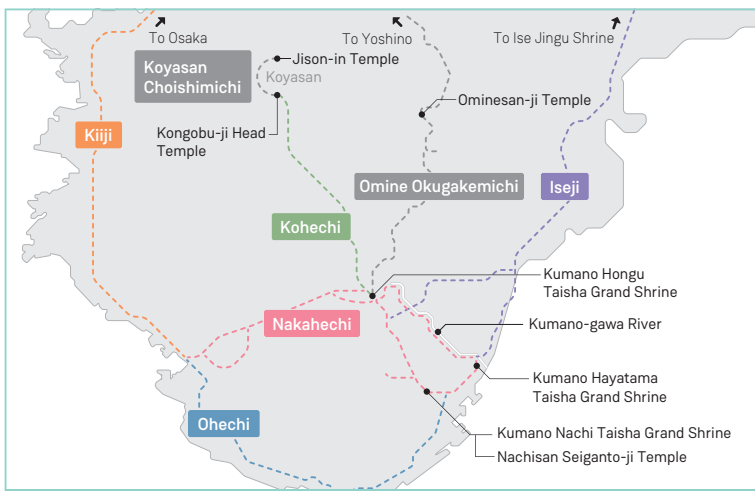 To Osaka
To Yoshino
To Ise Jingu Shrine
Koyasan
Choishimichi
Jison-in Temple
Koyasan
Ominesan-ji Temple
Kiiji
Kongobu-ji Head
Temple
Omine Okugakemichi
Iseji
Kohechi
Kumano Hongu
Taisha Grand Shrine
Nakahechi
Kumano-gawa River
Kumano Hayatama
Taisha Grand Shrine
Ohechi
Kumano Nachi Taisha Grand Shrine
Nachisan Seiganto-ji Temple